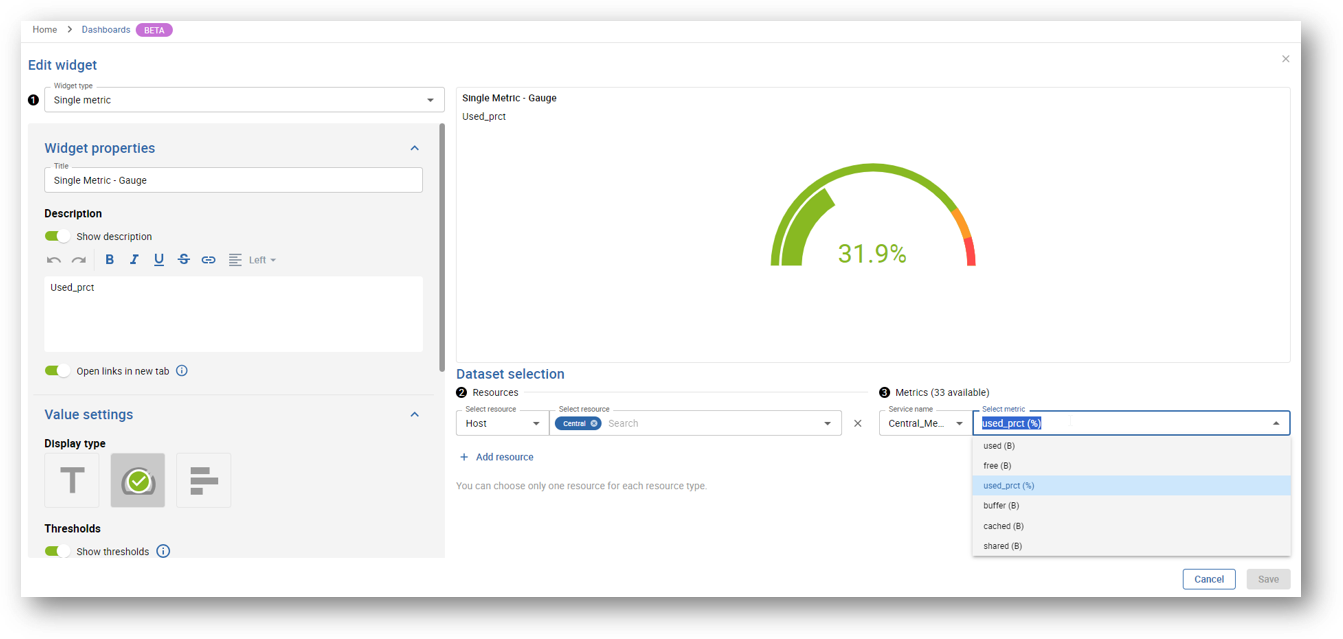 Home > Dashboards BETA
Edit widget
Widget type
1 Single metric
Widget properties
Title
Single Metric - Gauge
Description
Show description
B I U S Left
Used_prct
Open links in new tab
Value settings
Display type
T
Thresholds
Show thresholds
Single Metric - Gauge
Used_prct
31.9%
Dataset selection
2 Resources
Select resource
Host
Select resource
Central Search
+ Add resource
You can choose only one resource for each resource type.
3 Metrics (33 available)
Service name
Central_Me...
Select metric
used_prct (%)
used (B)
free (B)
used_prct (%)
buffer (B)
cached (B)
shared (B)
Cancel
Save